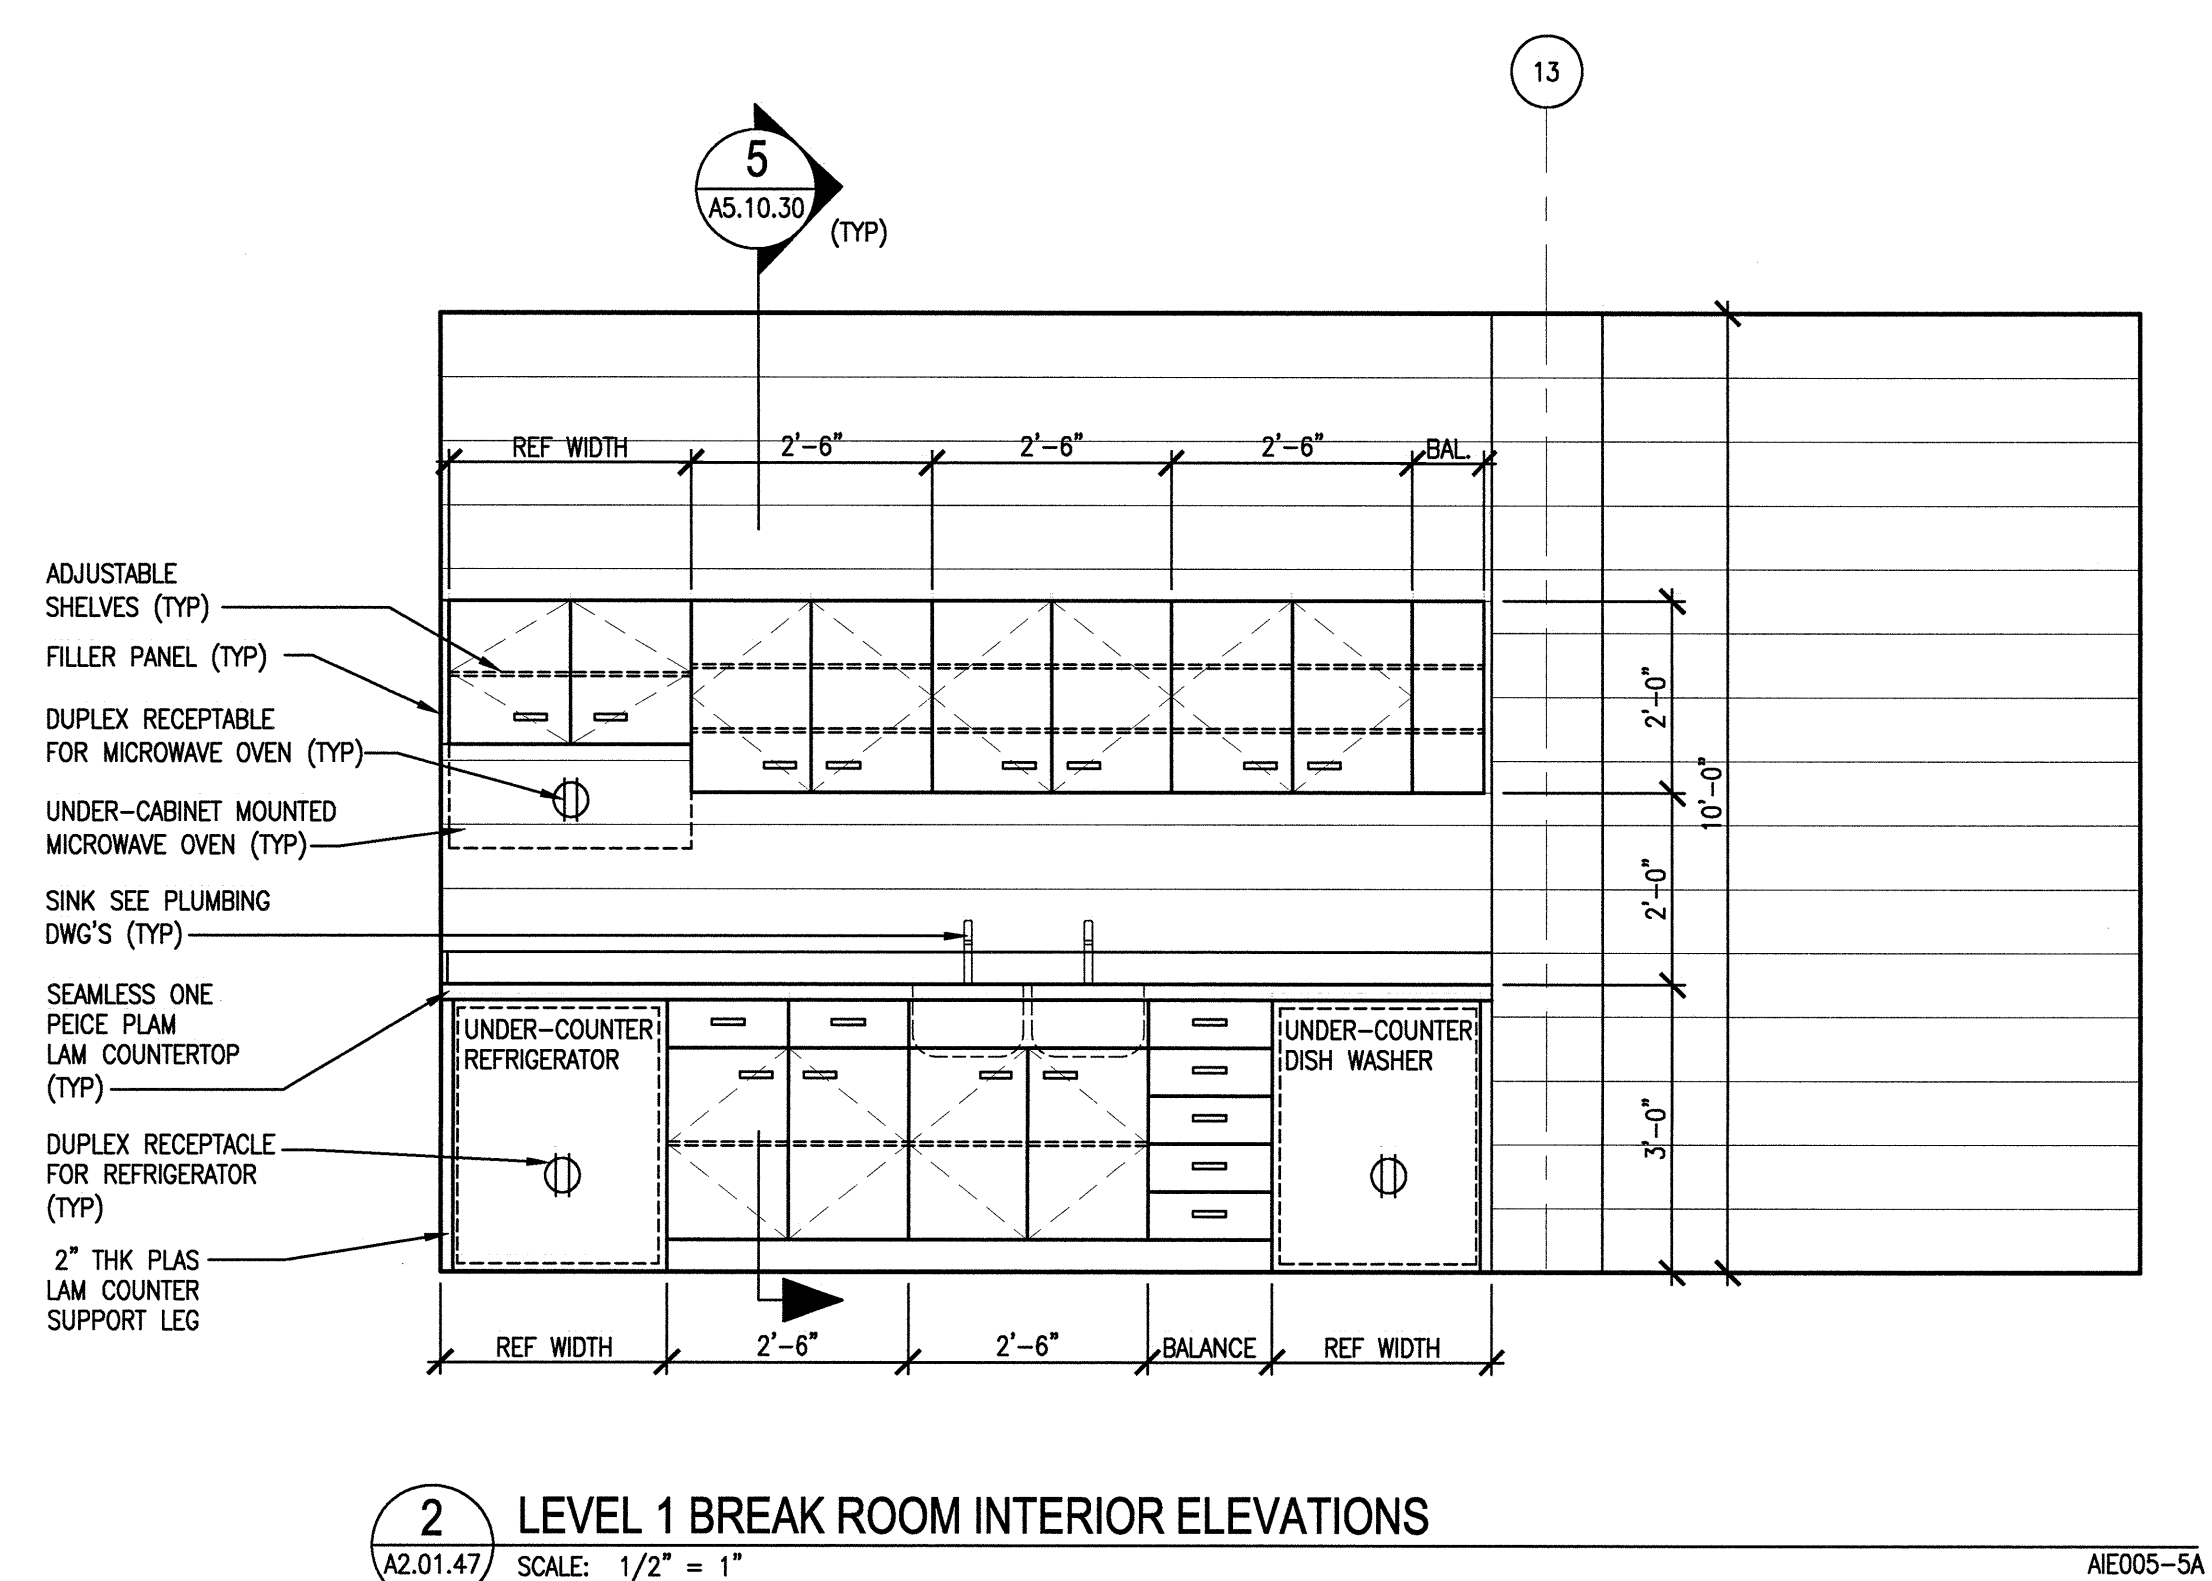 13
5
A5.10.30
(TYP)
REF WIDTH
2'-6"
2'-6"
2'-6"
BAL.
ADJUSTABLE
SHELVES (TYP)
FILLER PANEL (TYP)
DUPLEX RECEPTABLE
FOR MICROWAVE OVEN (TYP)
UNDER-CABINET MOUNTED
MICROWAVE OVEN (TYP)
SINK SEE PLUMBING
DWG'S (TYP)
SEAMLESS ONE
PEICE PLAM
LAM COUNTERTOP
(TYP)
DUPLEX RECEPTACLE
FOR REFRIGERATOR
(TYP)
2" THK PLAS
LAM COUNTER
SUPPORT LEG
UNDER-COUNTER
REFRIGERATOR
UNDER-COUNTER
DISH WASHER
2'-0"
10'-0"
2'-0"
3'-0"
REF WIDTH
2'-6"
2'-6"
BALANCE
REF WIDTH
2
A2.01.47
LEVEL 1 BREAK ROOM INTERIOR ELEVATIONS
SCALE: 1/2" = 1"
AIE005-5A